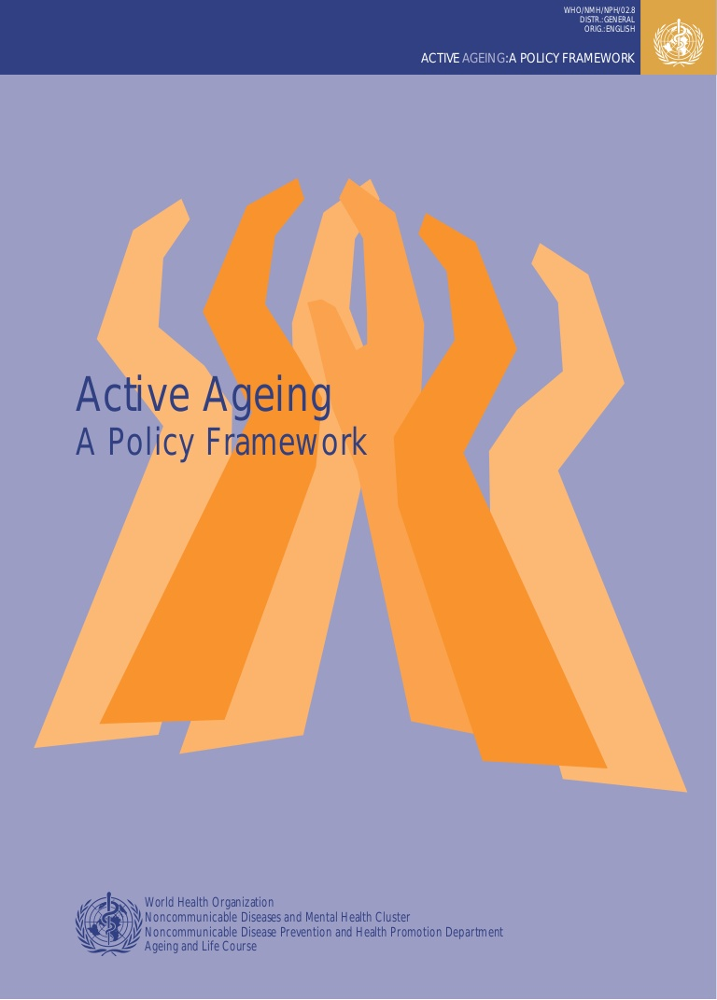 WHO/NMH/NPH/02.8
DISTR.:GENERAL
ORIG.:ENGLISH
ACTIVE AGEING:A POLICY FRAMEWORK
Active Ageing
A Policy Framework
World Health Organization
Noncommunicable Diseases and Mental Health Cluster
Noncommunicable Disease Prevention and Health Promotion Department
Ageing and Life Course